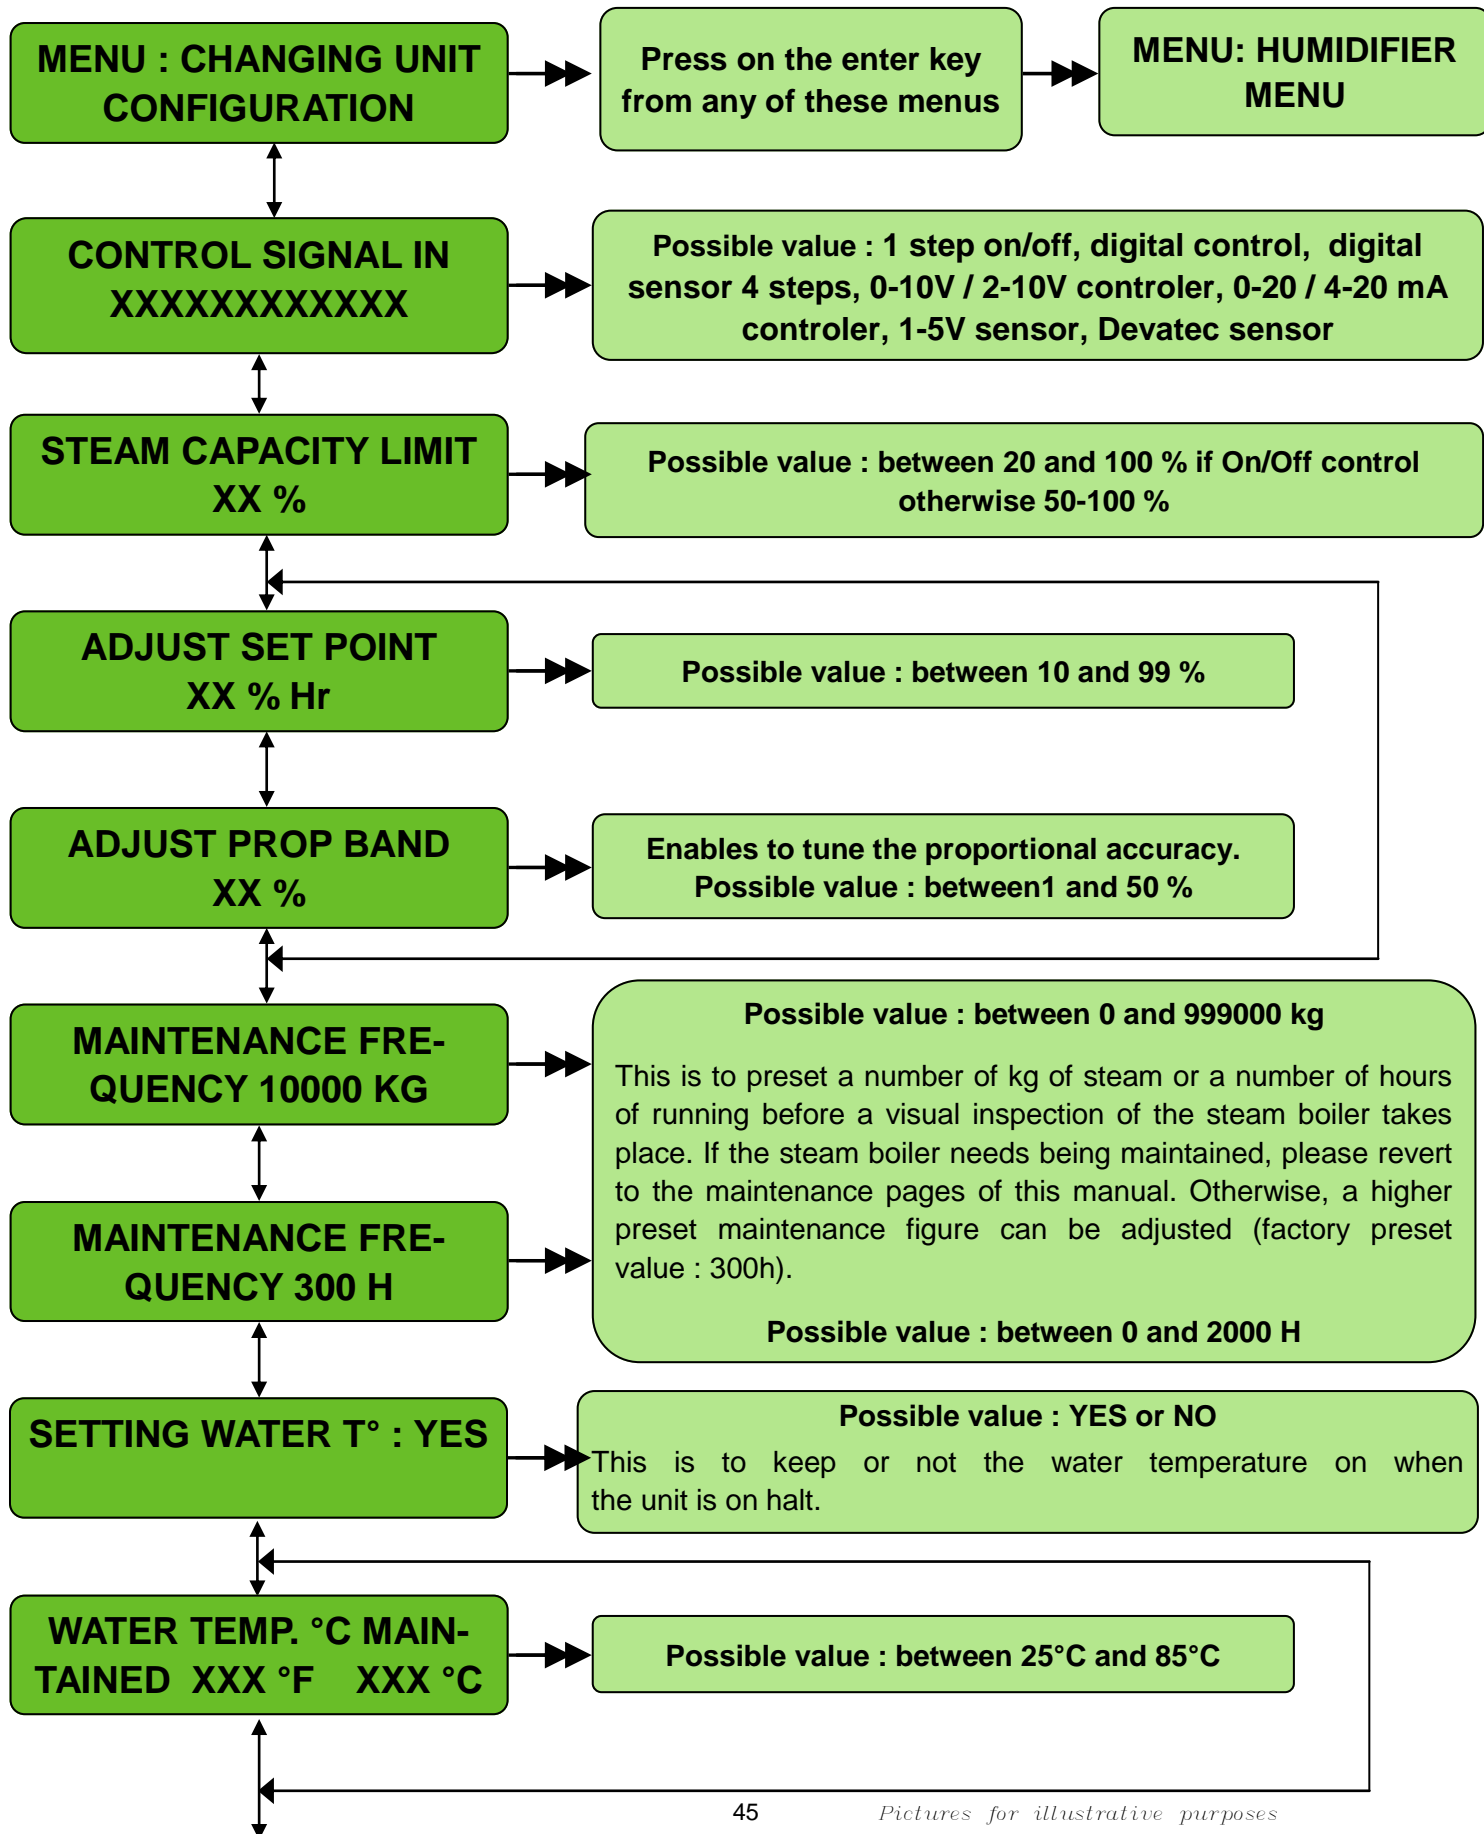 MENU : CHANGING UNIT
CONFIGURATION
Press on the enter key
from any of these menus
MENU: HUMIDIFIER
MENU
CONTROL SIGNAL IN
XXXXXXXXXXXX
Possible value : 1 step on/off, digital control,  digital
sensor 4 steps, 0-10V / 2-10V controler, 0-20 / 4-20 mA
controler, 1-5V sensor, Devatec sensor
STEAM CAPACITY LIMIT
XX %
Possible value : between 20 and 100 % if On/Off control
otherwise 50-100 %
ADJUST SET POINT
XX % Hr
Possible value : between 10 and 99 %
ADJUST PROP BAND
XX %
Enables to tune the proportional accuracy.
Possible value : between1 and 50 %
MAINTENANCE FRE-
QUENCY 10000 KG
Possible value : between 0 and 999000 kg
This is to preset a number of kg of steam or a number of hours
of running before a visual inspection of the steam boiler takes
place. If the steam boiler needs being maintained, please revert
to the maintenance pages of this manual. Otherwise, a higher
preset maintenance figure can be adjusted (factory preset
value : 300h).
Possible value : between 0 and 2000 H
MAINTENANCE FRE-
QUENCY 300 H
SETTING WATER T° : YES
Possible value : YES or NO
This is to keep or not the water temperature on when
the unit is on halt.
WATER TEMP. °C MAIN-
TAINED  XXX °F    XXX °C
Possible value : between 25°C and 85°C
45
Pictures for illustrative purposes